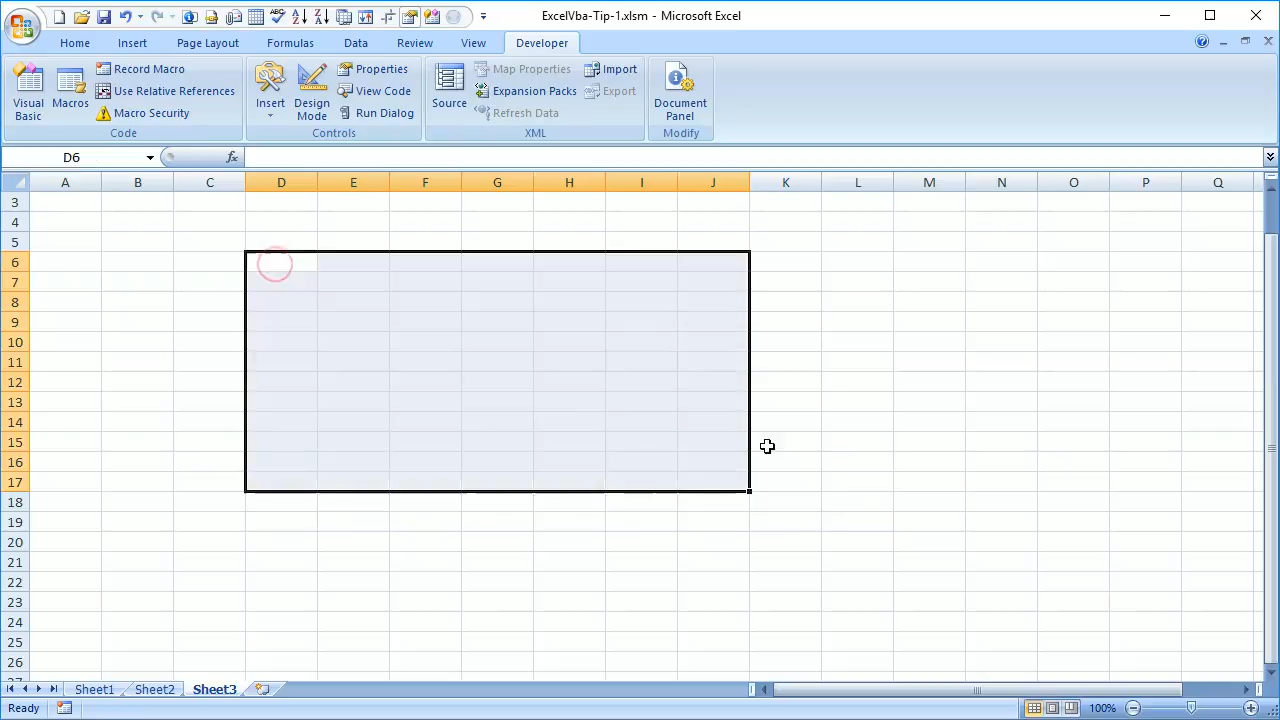 ExcelVba-Tip-1.xlsm - Microsoft Excel
Home Insert Page Layout Formulas Data Review View Developer
Visual Basic
Macros
Record Macro
Use Relative References
Macro Security
Code
Insert
Design Mode
Properties
View Code
Run Dialog
Controls
Source
Map Properties
Expansion Packs
Refresh Data
Import
Export
XML
Document Panel
Modify
D6 fx
A B C D E F G H I J K L M N O P Q
3
4
5
6
7
8
9
10
11
12
13
14
15
16
17
18
19
20
21
22
23
24
25
26
Sheet1 Sheet2 Sheet3
Ready 100%